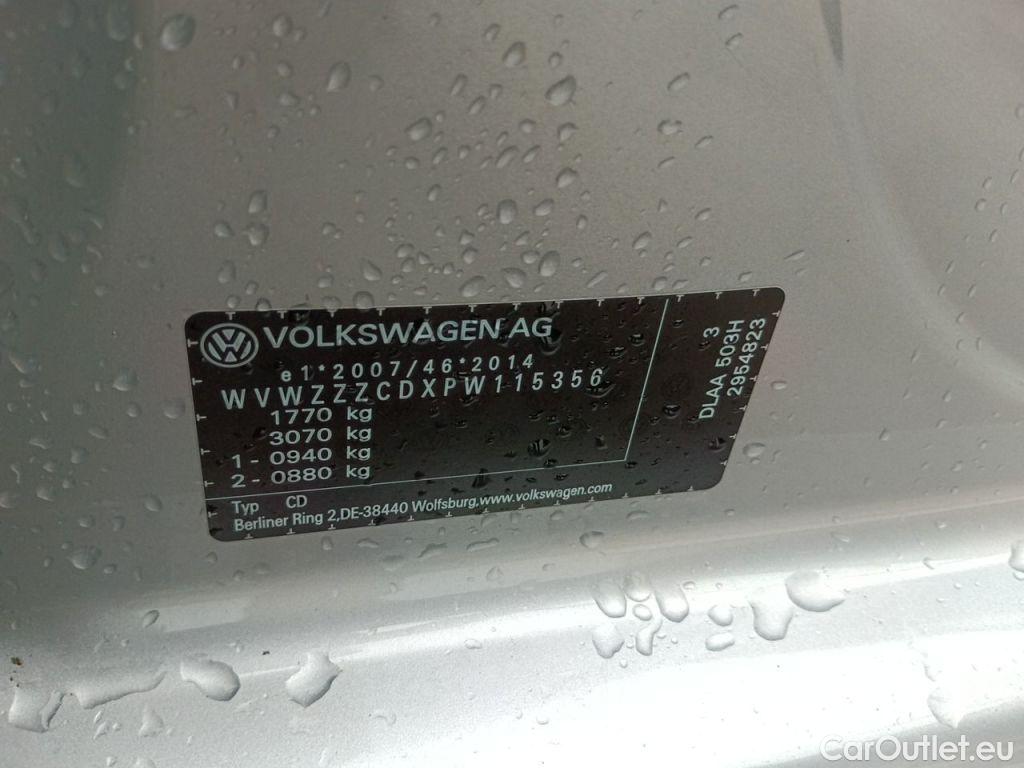 VOLKSWAGEN AG
e1*2007/46*2014
WVWZZZCDXPW115356
1770 kg
3070 kg
1- 0940 kg
2- 0880 kg
Typ CD
Berliner Ring 2,DE-38440 Wolfsburg,www.volkswagen.com
DLAA 503H 3
2954823
CarOutlet.eu